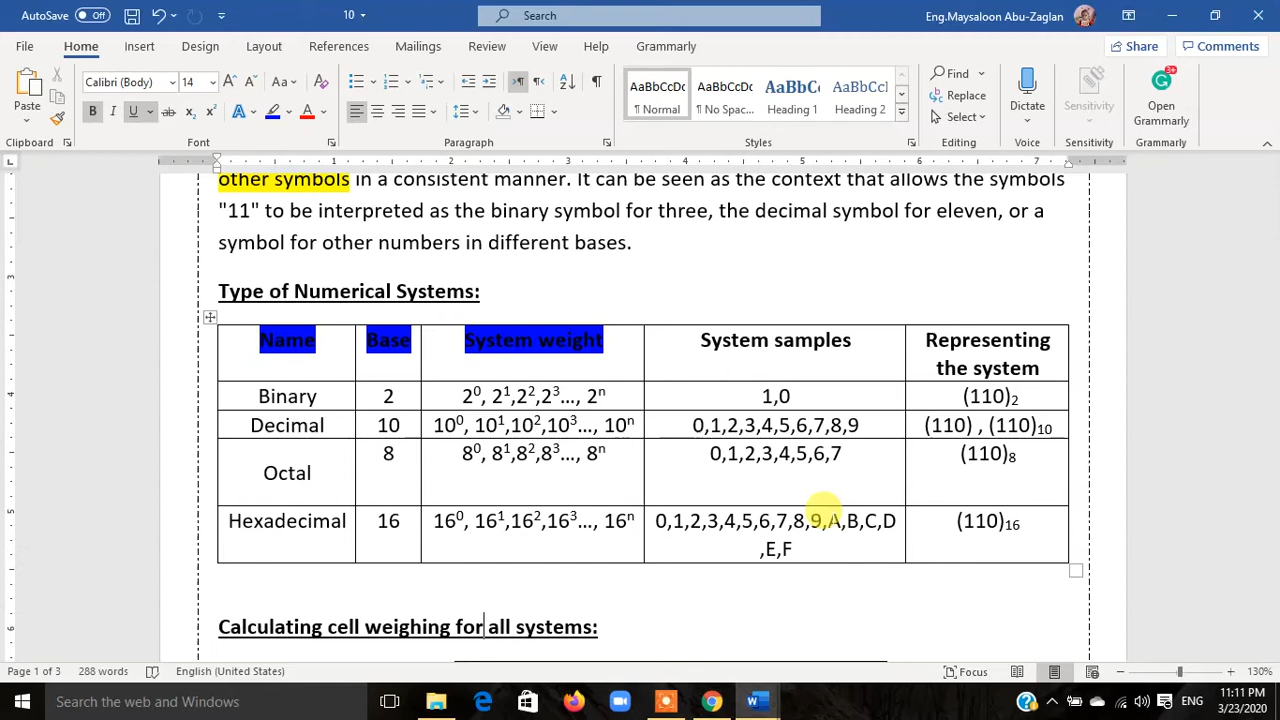 AutoSave Off 10 Search Eng.Maysaloon Abu-Zaglan
File Home Insert Design Layout References Mailings Review View Help Grammarly Share Comments
Calibri (Body) 14 Aa Find
Paste Replace
Select
AaBbCcDc AaBbCcDc AaBbCc AaBbCcI
¶ Normal ¶ No Spac... Heading 1 Heading 2
Dictate Sensitivity Open Grammarly
Clipboard Font Paragraph Styles Editing Voice Sensitivity Grammarly
1 2 3 4 5 6 7
other symbols in a consistent manner. It can be seen as the context that allows the symbols
"11" to be interpreted as the binary symbol for three, the decimal symbol for eleven, or a
symbol for other numbers in different bases.
Type of Numerical Systems:
Name Base System weight System samples Representing
the system
Binary 2 2⁰, 2¹,2²,2³..., 2ⁿ 1,0 (110)₂
Decimal 10 10⁰, 10¹,10²,10³..., 10ⁿ 0,1,2,3,4,5,6,7,8,9 (110) , (110)₁₀
Octal 8 8⁰, 8¹,8²,8³..., 8ⁿ 0,1,2,3,4,5,6,7 (110)₈
Hexadecimal 16 16⁰, 16¹,16²,16³..., 16ⁿ 0,1,2,3,4,5,6,7,8,9,A,B,C,D
,E,F (110)₁₆
Calculating cell weighing for all systems:
Page 1 of 3 288 words English (United States) Focus 130%
Search the web and Windows ENG 11:11 PM
3/23/2020